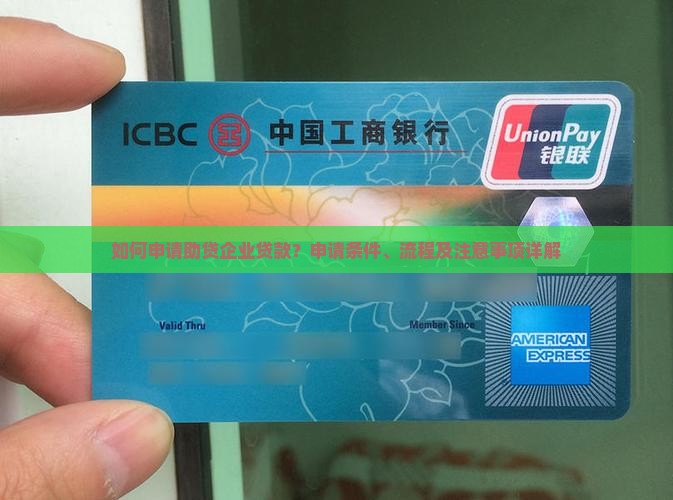 ICBC 中国工商银行
UnionPay
银联
如何申请助贷企业贷款？申请条件、流程及注意事项详解
Valid Thru
Member Since
AMERICAN
EXPRESS